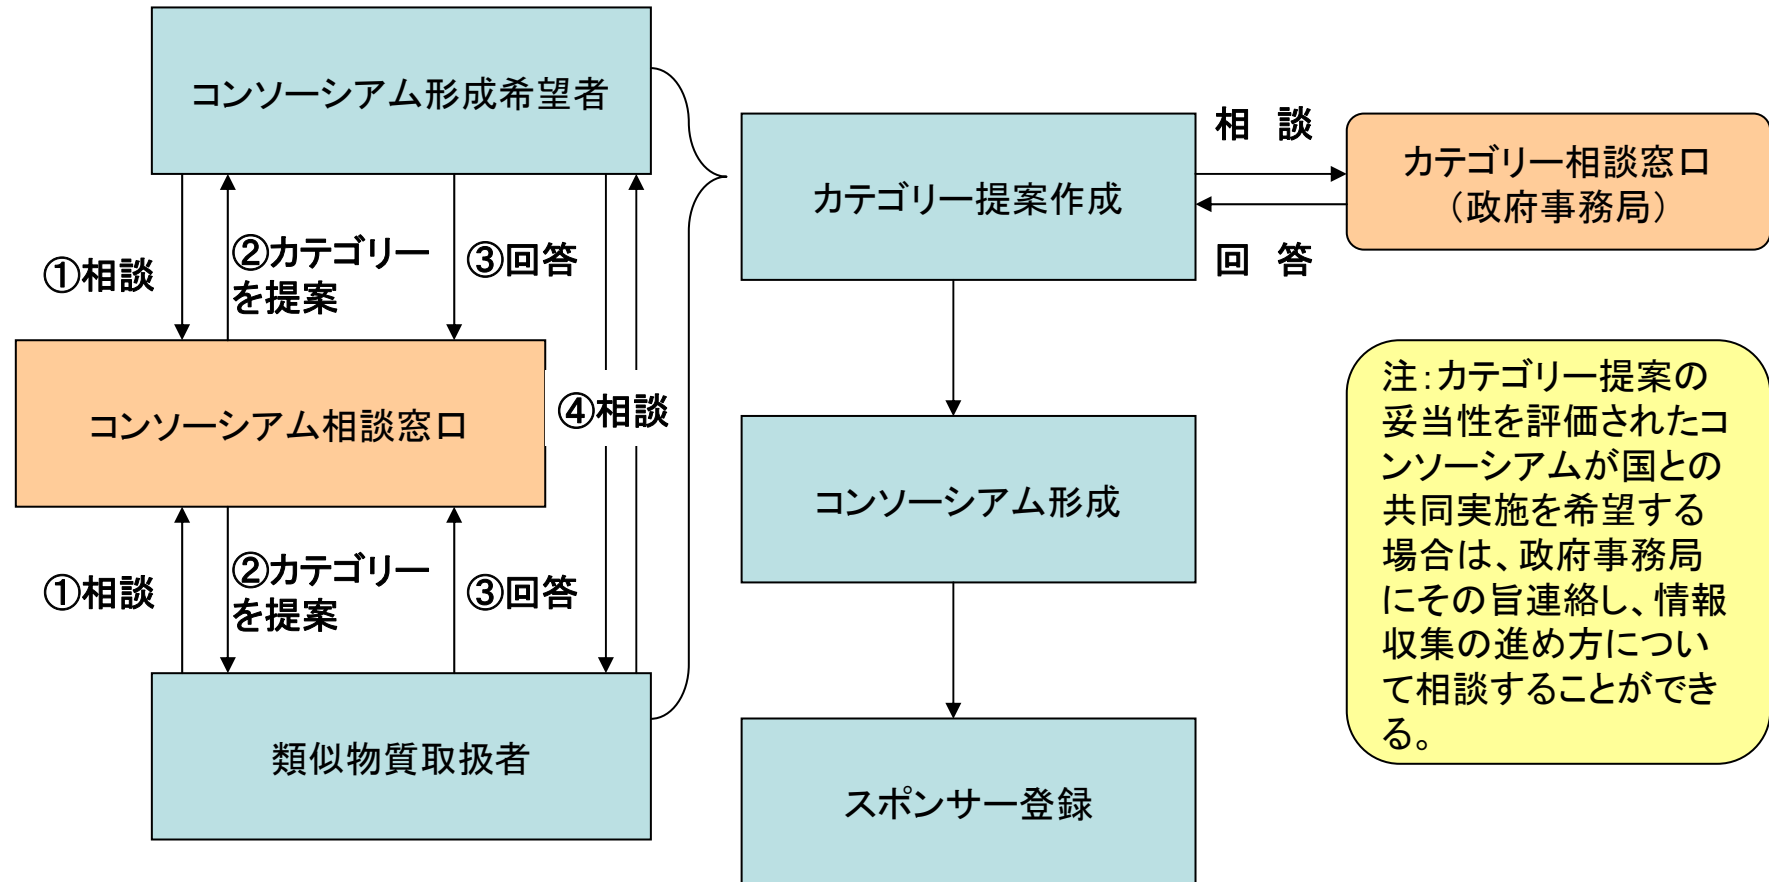 コンソーシアム形成希望者
①相談
②カテゴリー
を提案
③回答
④相談
コンソーシアム相談窓口
①相談
②カテゴリー
を提案
③回答
類似物質取扱者
カテゴリー提案作成
相　談
回　答
カテゴリー相談窓口
（政府事務局）
コンソーシアム形成
スポンサー登録
注：カテゴリー提案の
妥当性を評価されたコ
ンソーシアムが国との
共同実施を希望する
場合は、政府事務局
にその旨連絡し、情報
収集の進め方につい
て相談することができ
る。